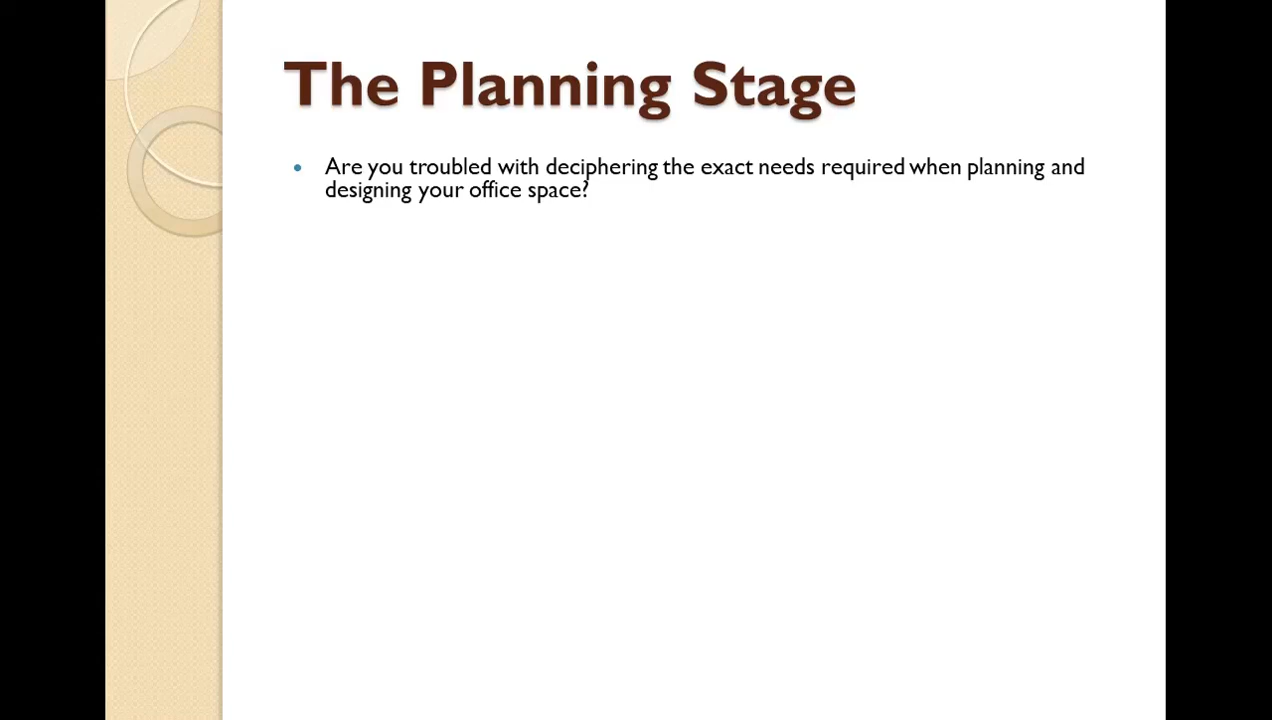 The Planning Stage
• Are you troubled with deciphering the exact needs required when planning and
designing your office space?